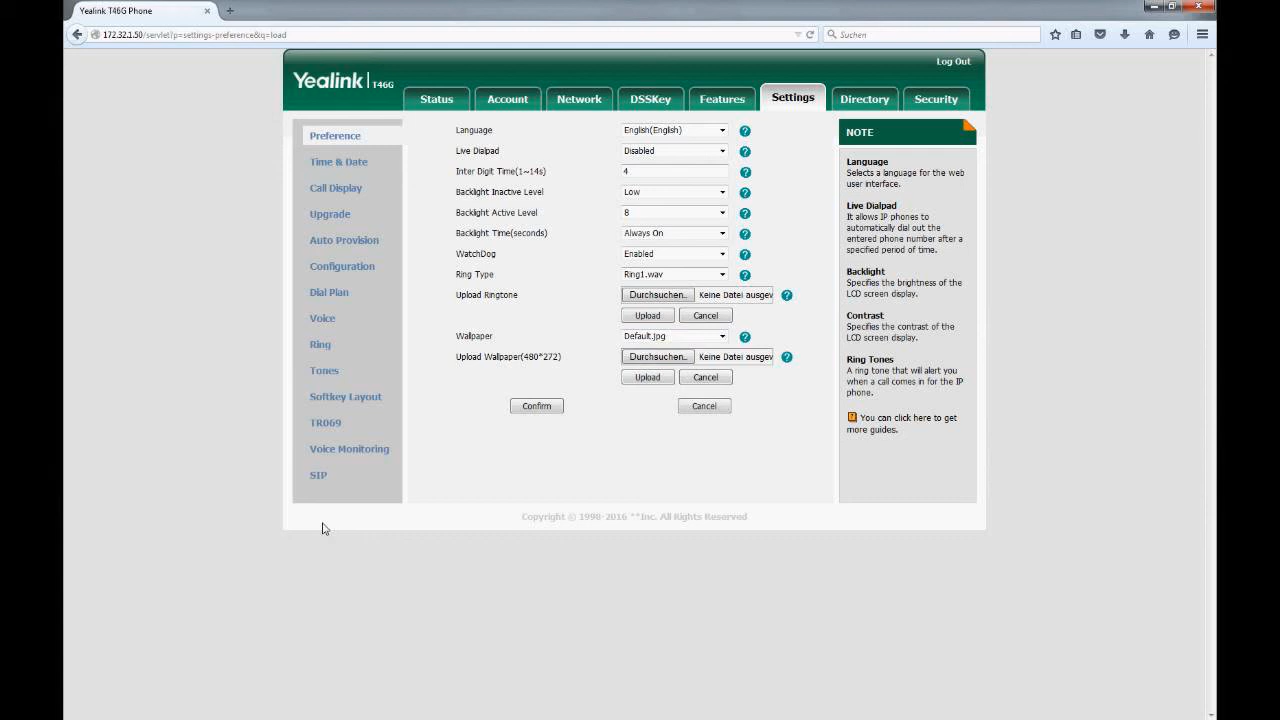 Yealink T46G Phone
172.32.1.50/servlet?p=settings-preference&q=load
Suchen
Log Out
Yealink | T46G
Status Account Network DSSKey Features Settings Directory Security
Preference
Time & Date
Call Display
Upgrade
Auto Provision
Configuration
Dial Plan
Voice
Ring
Tones
Softkey Layout
TR069
Voice Monitoring
SIP
Language English(English)
Live Dialpad Disabled
Inter Digit Time(1~14s) 4
Backlight Inactive Level Low
Backlight Active Level 8
Backlight Time(seconds) Always On
WatchDog Enabled
Ring Type Ring1.wav
Upload Ringtone Durchsuchen.. Keine Datei ausgew
Upload Cancel
Wallpaper Default.jpg
Upload Wallpaper(480*272) Durchsuchen.. Keine Datei ausgew
Upload Cancel
Confirm Cancel
NOTE
Language
Selects a language for the web
user interface.
Live Dialpad
It allows IP phones to
automatically dial out the
entered phone number after a
specified period of time.
Backlight
Specifies the brightness of the
LCD screen display.
Contrast
Specifies the contrast of the
LCD screen display.
Ring Tones
A ring tone that will alert you
when a call comes in for the IP
phone.
You can click here to get
more guides.
Copyright © 1998-2016 **Inc. All Rights Reserved